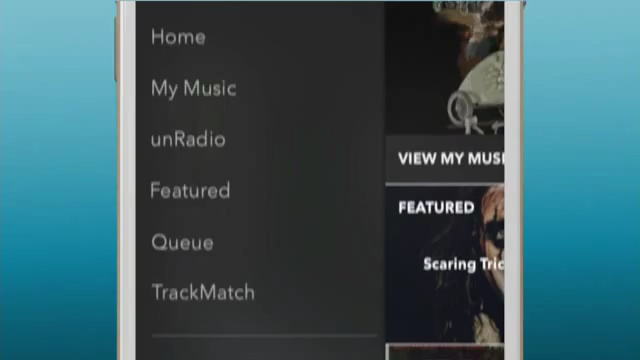 Home
My Music
unRadio
Featured
Queue
TrackMatch
VIEW MY MUSI
FEATURED
Scaring Tric